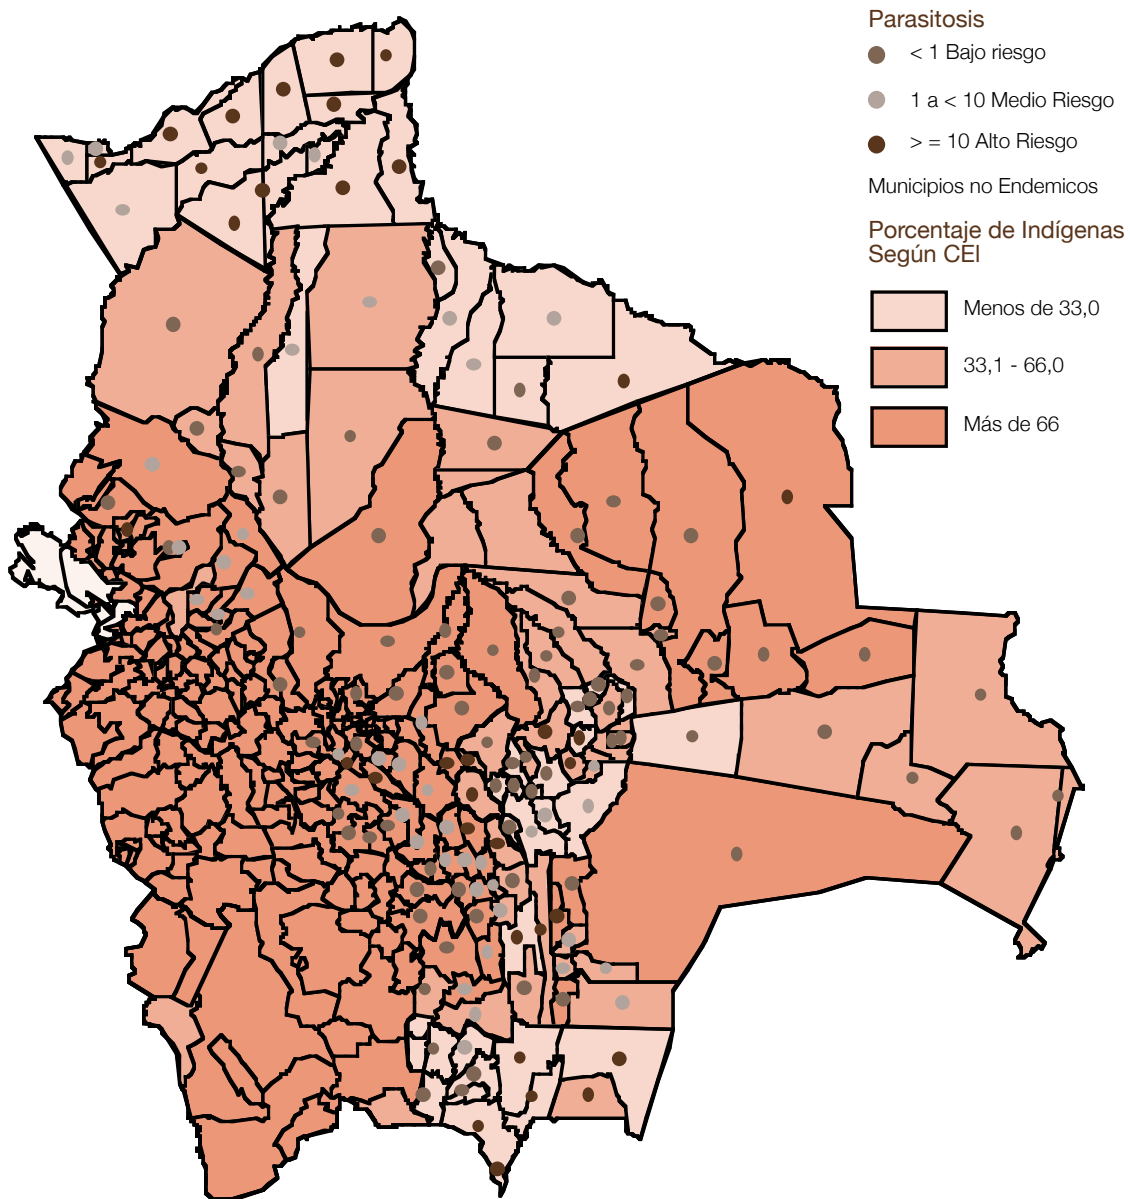 Parasitosis
< 1 Bajo riesgo
1 a < 10 Medio Riesgo
> = 10 Alto Riesgo
Municipios no Endemicos
Porcentaje de Indígenas
Según CEI
Menos de 33,0
33,1 - 66,0
Más de 66